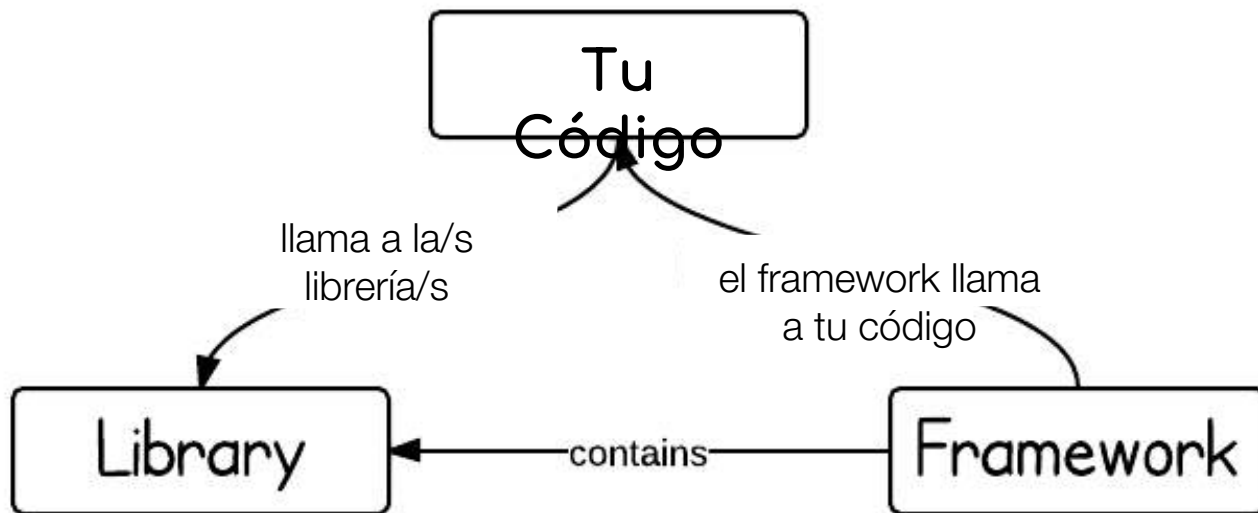 Tu
Código
llama a la/s
librería/s
el framework llama
a tu código
Library
contains
Framework